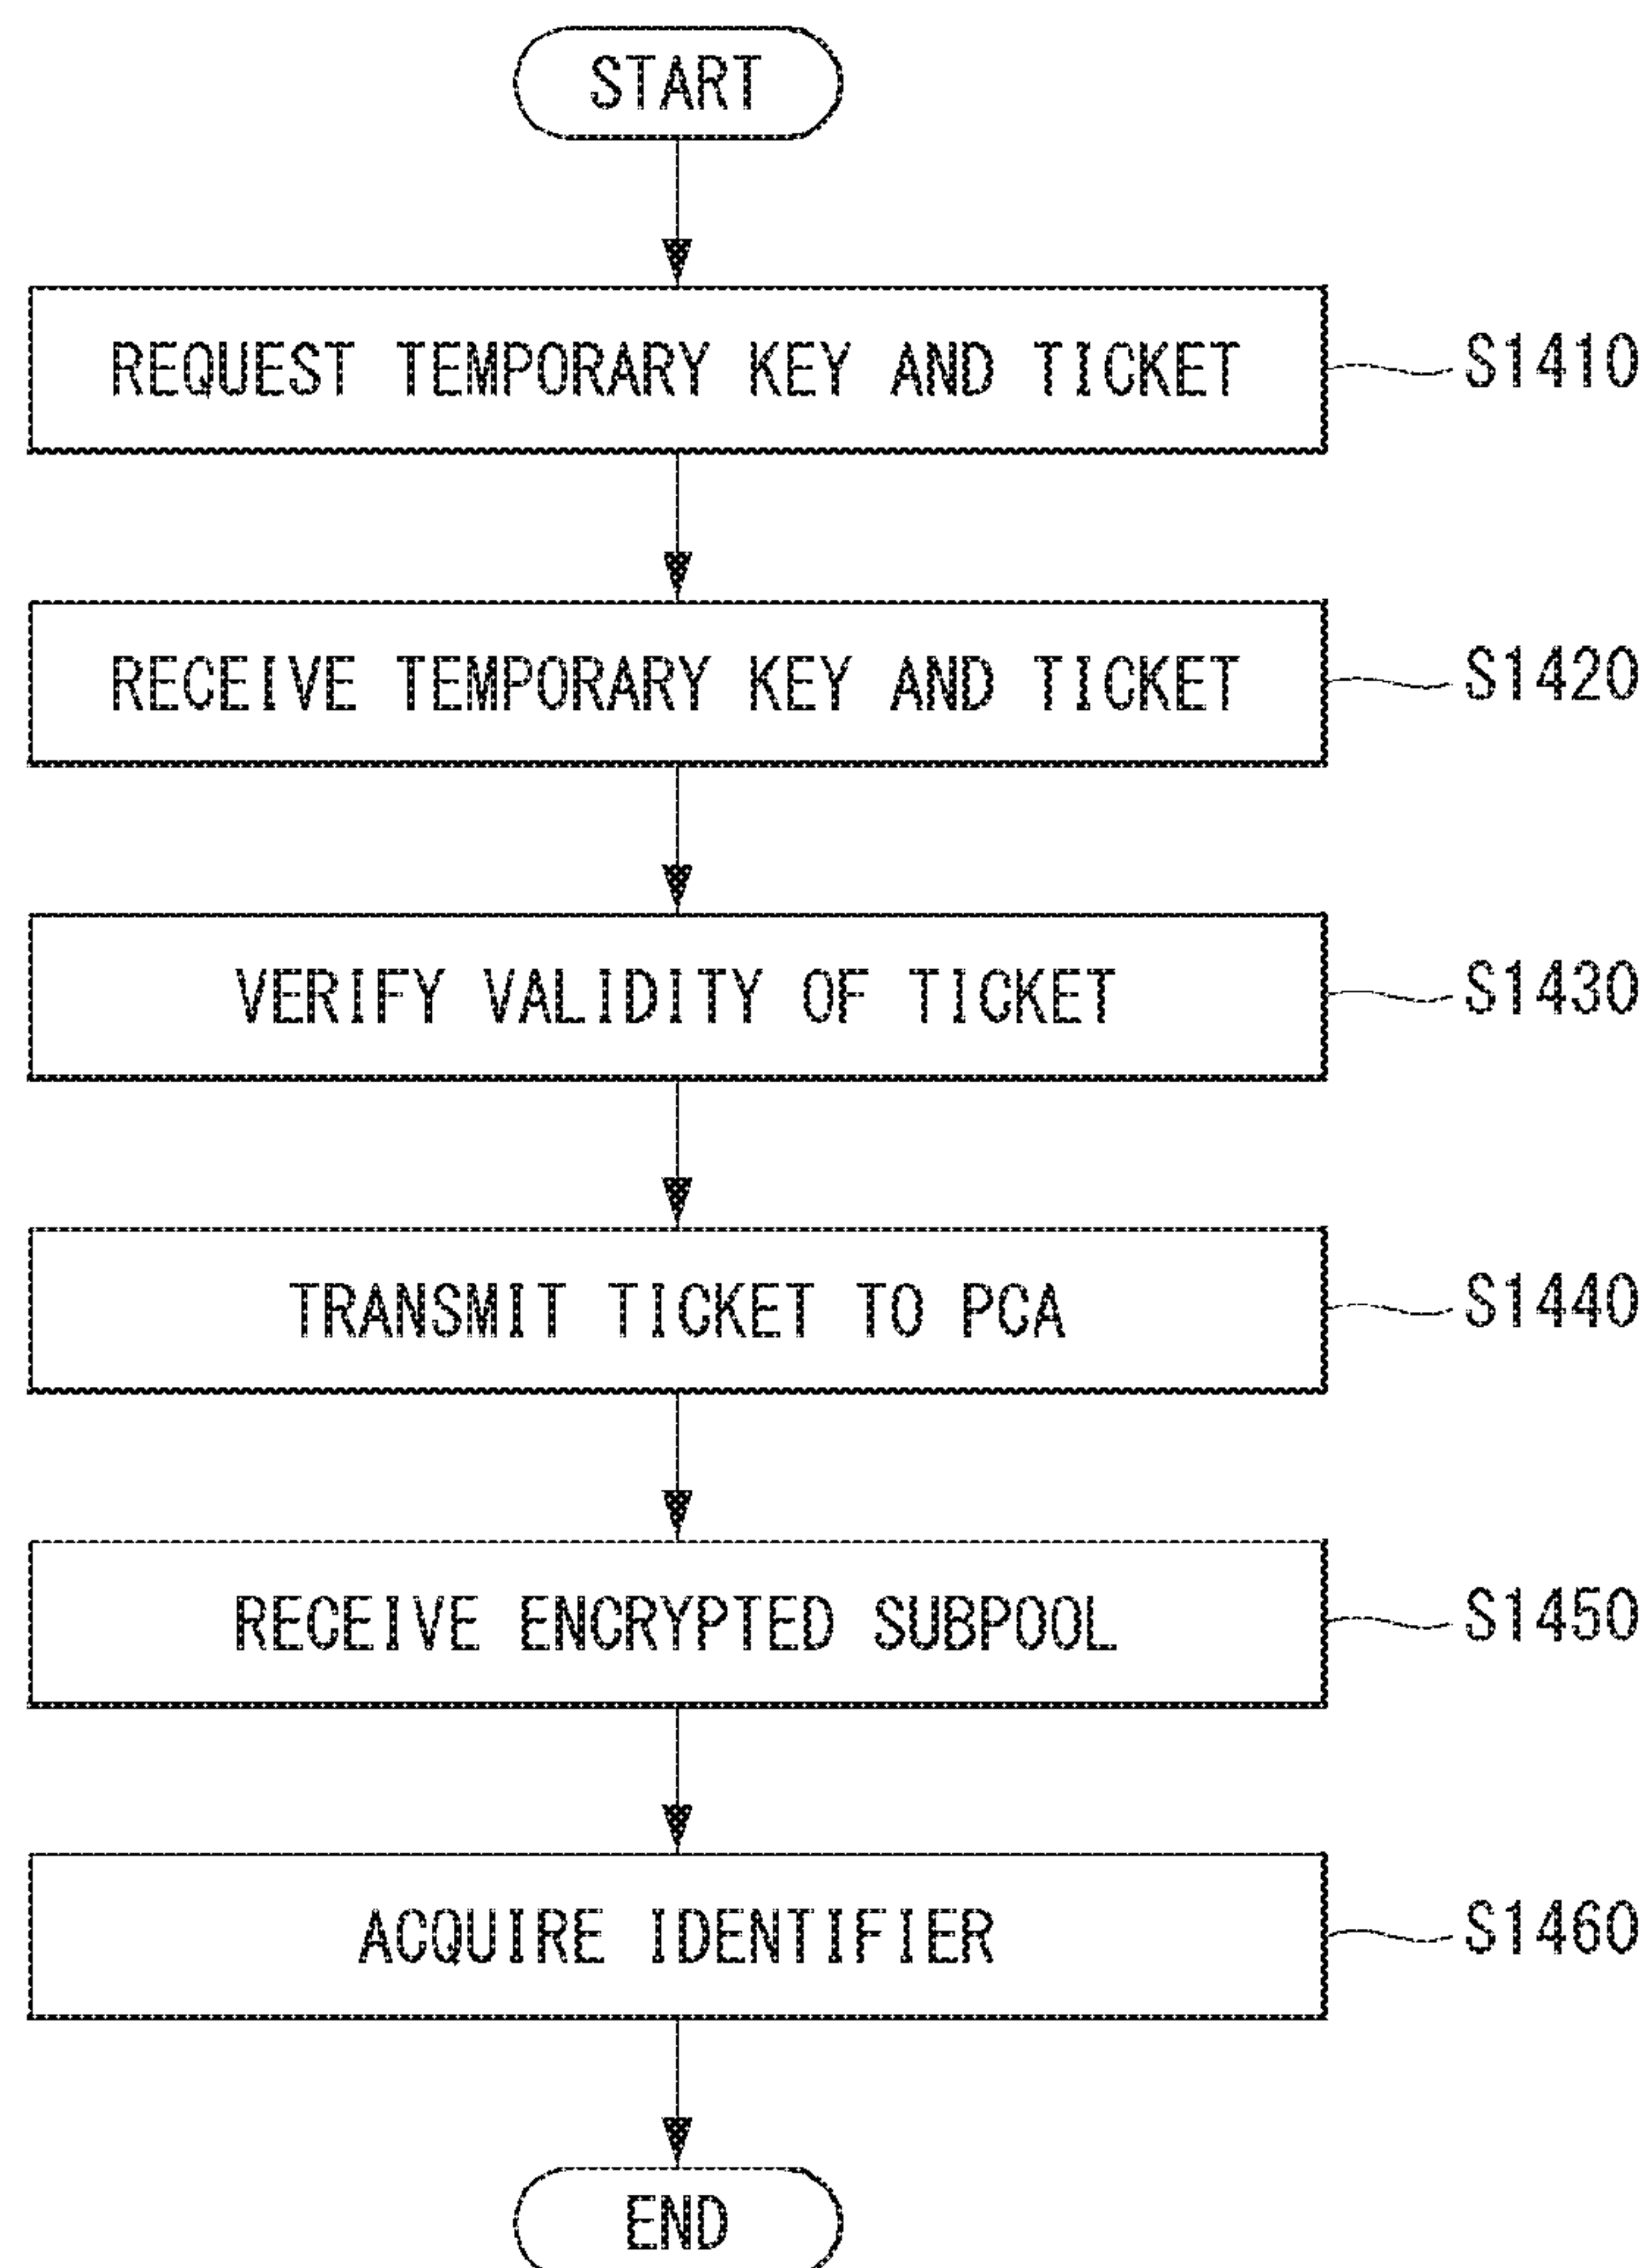 START
REQUEST TEMPORARY KEY AND TICKET
S1410
RECEIVE TEMPORARY KEY AND TICKET
S1420
VERIFY VALIDITY OF TICKET
S1430
TRANSMIT TICKET TO PCA
S1440
RECEIVE ENCRYPTED SUBPOOL
S1450
ACQUIRE IDENTIFIER
S1460
END